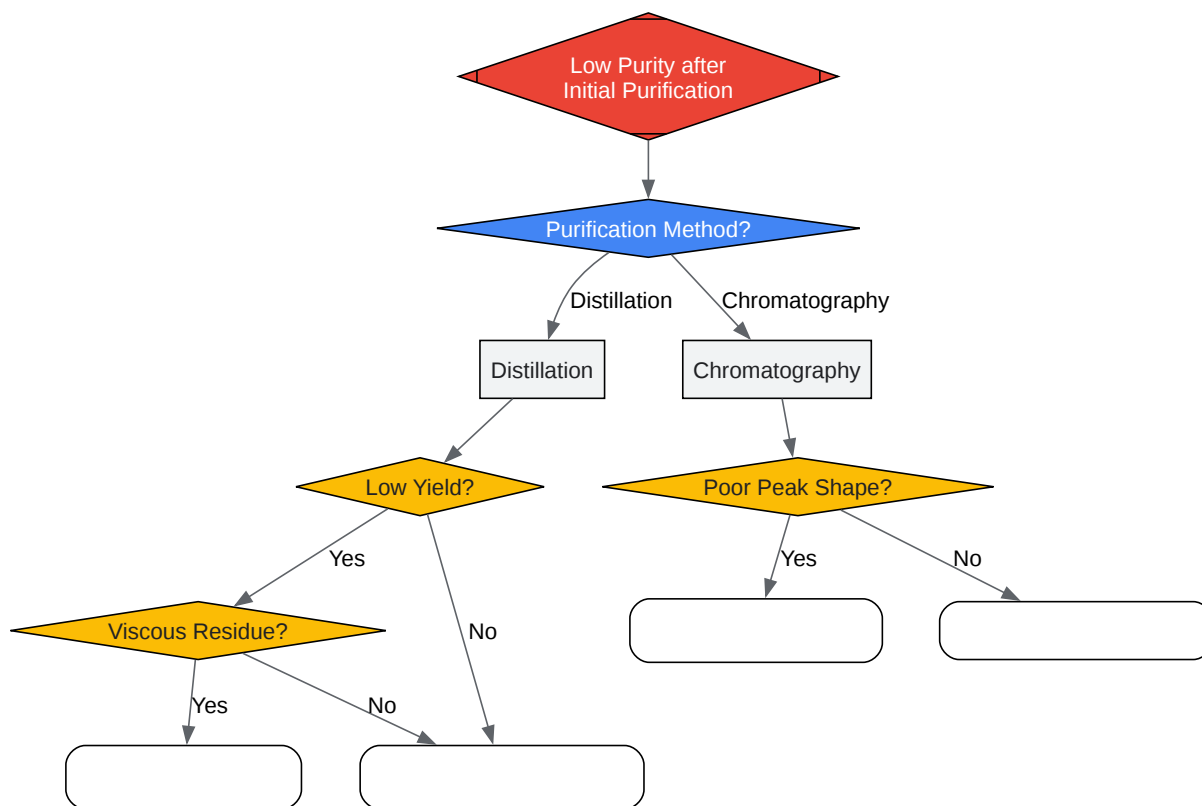 Low Purity after
Initial Purification
Purification Method?
Distillation
Chromatography
Distillation
Chromatography
Low Yield?
Poor Peak Shape?
Yes
Yes
No
Viscous Residue?
No
Yes
No